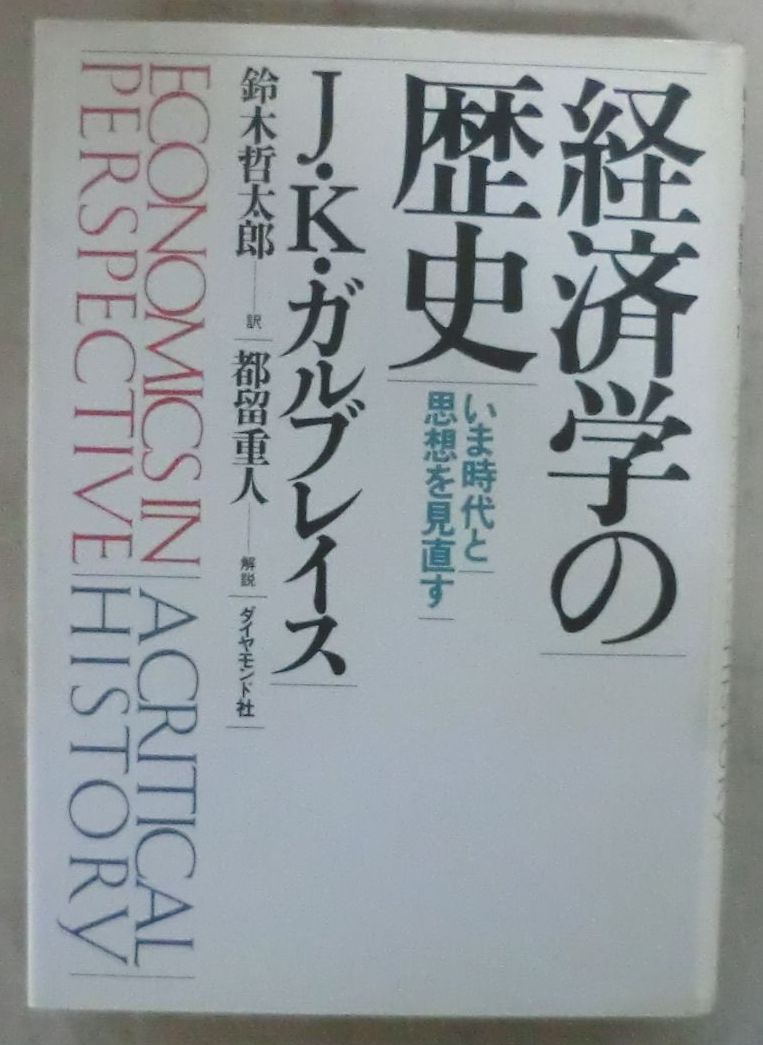 経済学の
歴史
いま時代と
思想を見直す
J・K・ガルブレイス
鈴木哲太郎 訳 都留重人 解説 ダイヤモンド社
ECONOMICS IN
PERSPECTIVE
A CRITICAL
HISTORY